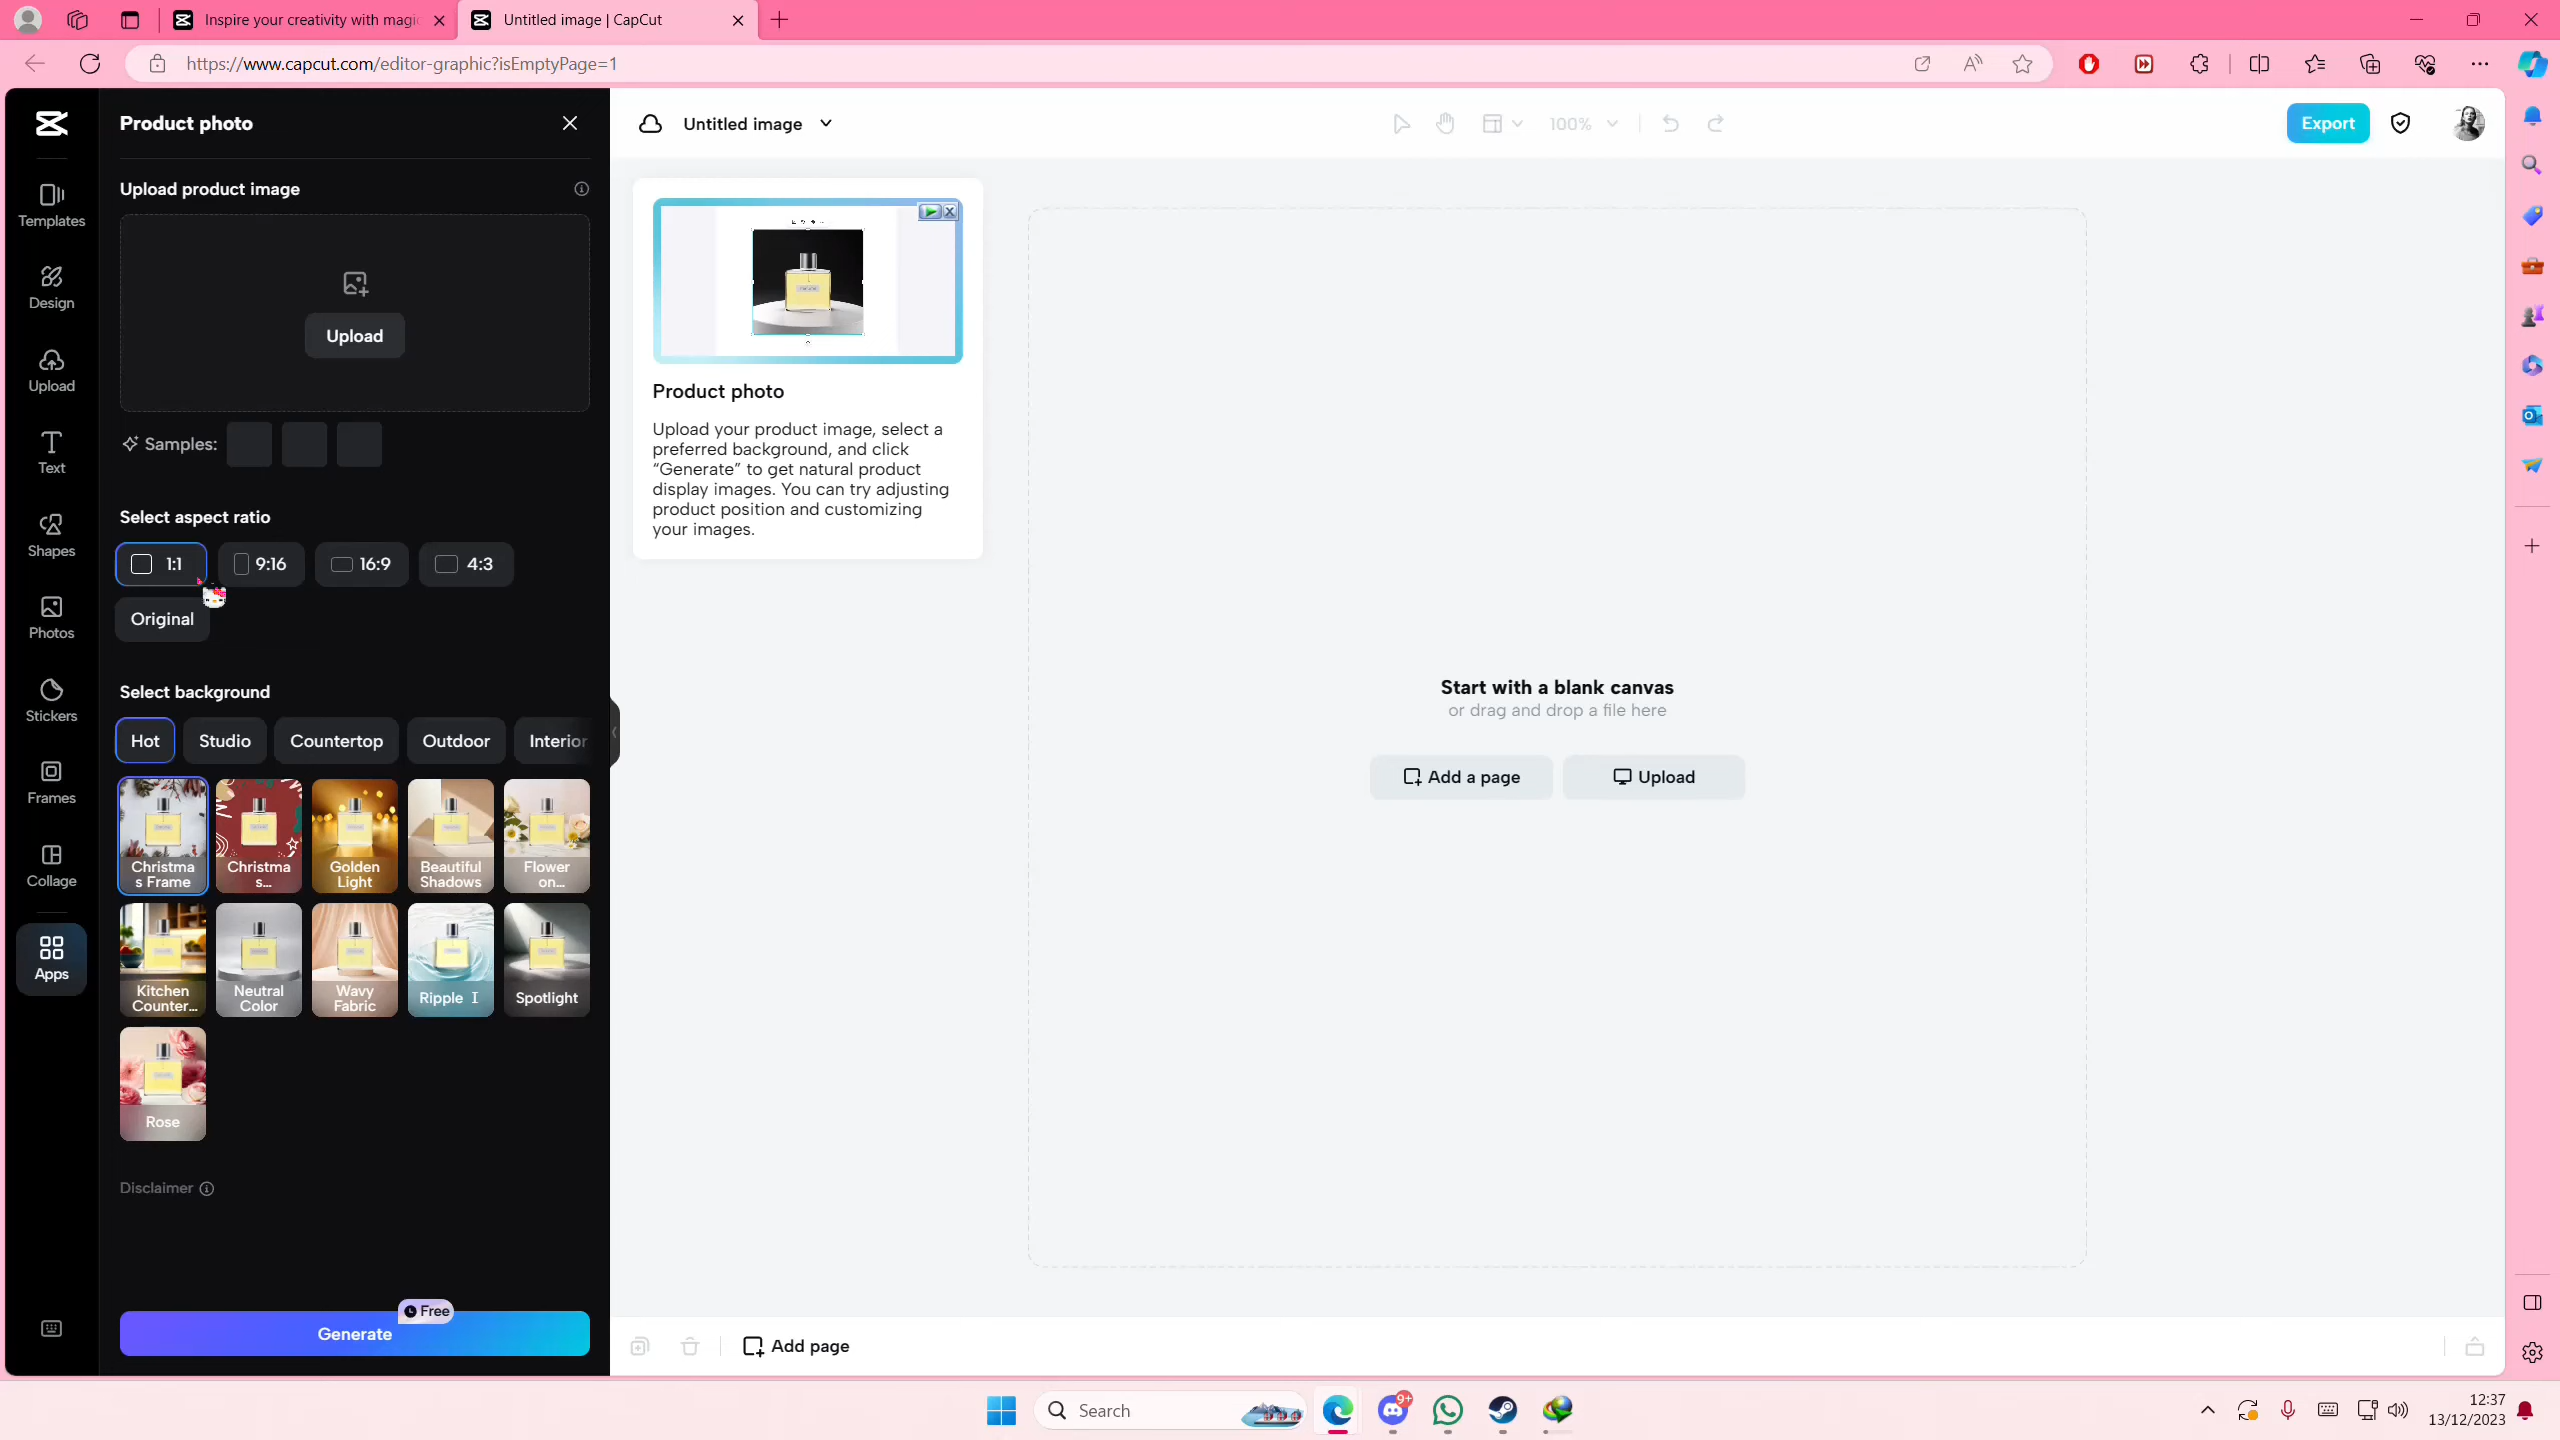 Inspire your creativity with magi
Untitled image | CapCut
https://www.capcut.com/editor-graphic?isEmptyPage=1
Templates
Design
Upload
Text
Shapes
Photos
Stickers
Frames
Collage
Apps
Product photo
Upload product image
Upload
Samples:
Select aspect ratio
1:1
9:16
16:9
4:3
Original
Select background
Hot
Studio
Countertop
Outdoor
Interior
Christma
s Frame
Christma
s...
Golden
Light
Beautiful
Shadows
Flower
on...
Kitchen
Counter...
Neutral
Color
Wavy
Fabric
Ripple
Spotlight
Rose
Disclaimer
Free
Generate
Untitled image
100%
Export
Product photo
Upload your product image, select a
preferred background, and click
“Generate” to get natural product
display images. You can try adjusting
product position and customizing
your images.
Start with a blank canvas
or drag and drop a file here
Add a page
Upload
Add page
Search
9+
12:37
13/12/2023